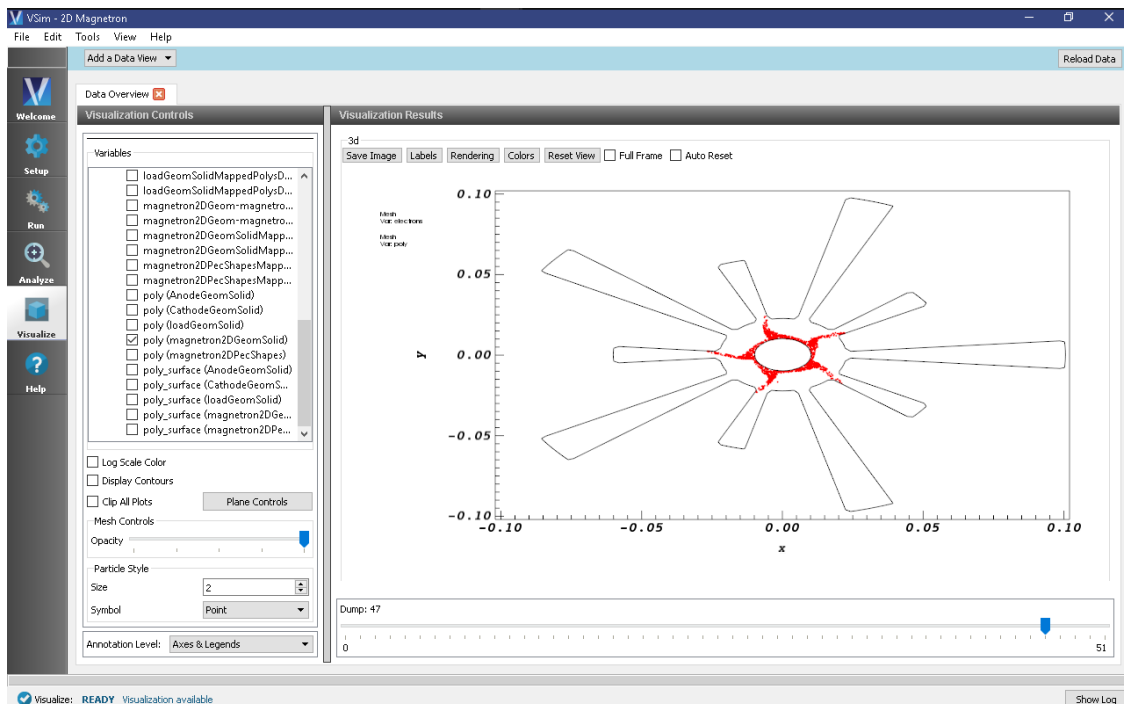 VSim - 2D Magnetron
File Edit Tools View Help
Add a Data View
Reload Data
Welcome
Setup
Run
Analyze
Visualize
Help
Data Overview
Visualization Controls
Variables
loadGeomSolidMappedPolysD...
loadGeomSolidMappedPolysD...
magnetron2DGeom-magnetro...
magnetron2DGeom-magnetro...
magnetron2DGeomSolidMapp...
magnetron2DGeomSolidMapp...
magnetron2DPecShapesMapp...
magnetron2DPecShapesMapp...
poly (AnodeGeomSolid)
poly (CathodeGeomSolid)
poly (loadGeomSolid)
poly (magnetron2DGeomSolid)
poly (magnetron2DPecShapes)
poly_surface (AnodeGeomSolid)
poly_surface (CathodeGeomS...
poly_surface (loadGeomSolid)
poly_surface (magnetron2DGe...
poly_surface (magnetron2DPe...
Log Scale Color
Display Contours
Clip All Plots Plane Controls
Mesh Controls
Opacity
Particle Style
Size 2
Symbol Point
Annotation Level: Axes & Legends
Visualization Results
3d
Save Image Labels Rendering Colors Reset View Full Frame Auto Reset
Mesh
Var: electrons
Mesh
Var: poly
0.10
0.05
Y 0.00
-0.05
-0.10
-0.10 -0.05 0.00 0.05 0.10
x
Dump: 47
0 51
Visualize: READY Visualization available
Show Log